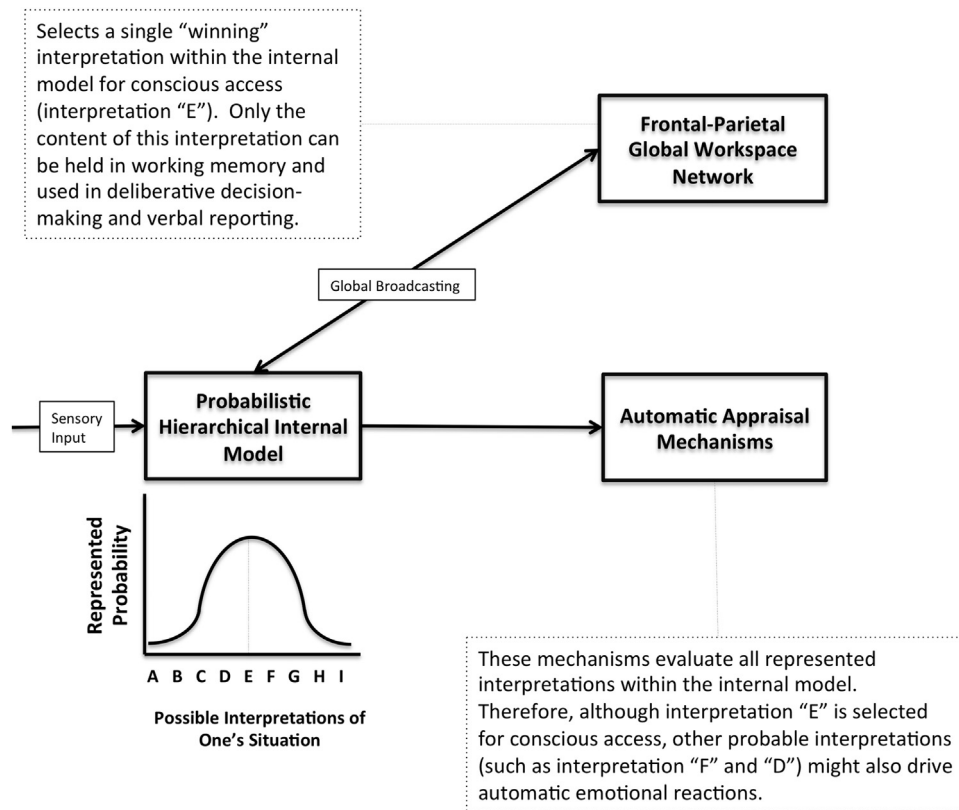 Selects a single “winning”
interpretation within the internal
model for conscious access
(interpretation “E”).  Only the
content of this interpretation can
be held in working memory and
used in deliberative decision-
making and verbal reporting.
Frontal-Parietal
Global Workspace
Network
Global Broadcasting
Sensory
Input
Probabilistic
Hierarchical Internal
Model
Automatic Appraisal
Mechanisms
Represented
Probability
A B C D E F G H I
Possible Interpretations of
One’s Situation
These mechanisms evaluate all represented
interpretations within the internal model.
Therefore, although interpretation “E” is selected
for conscious access, other probable interpretations
(such as interpretation “F” and “D”) might also drive
automatic emotional reactions.